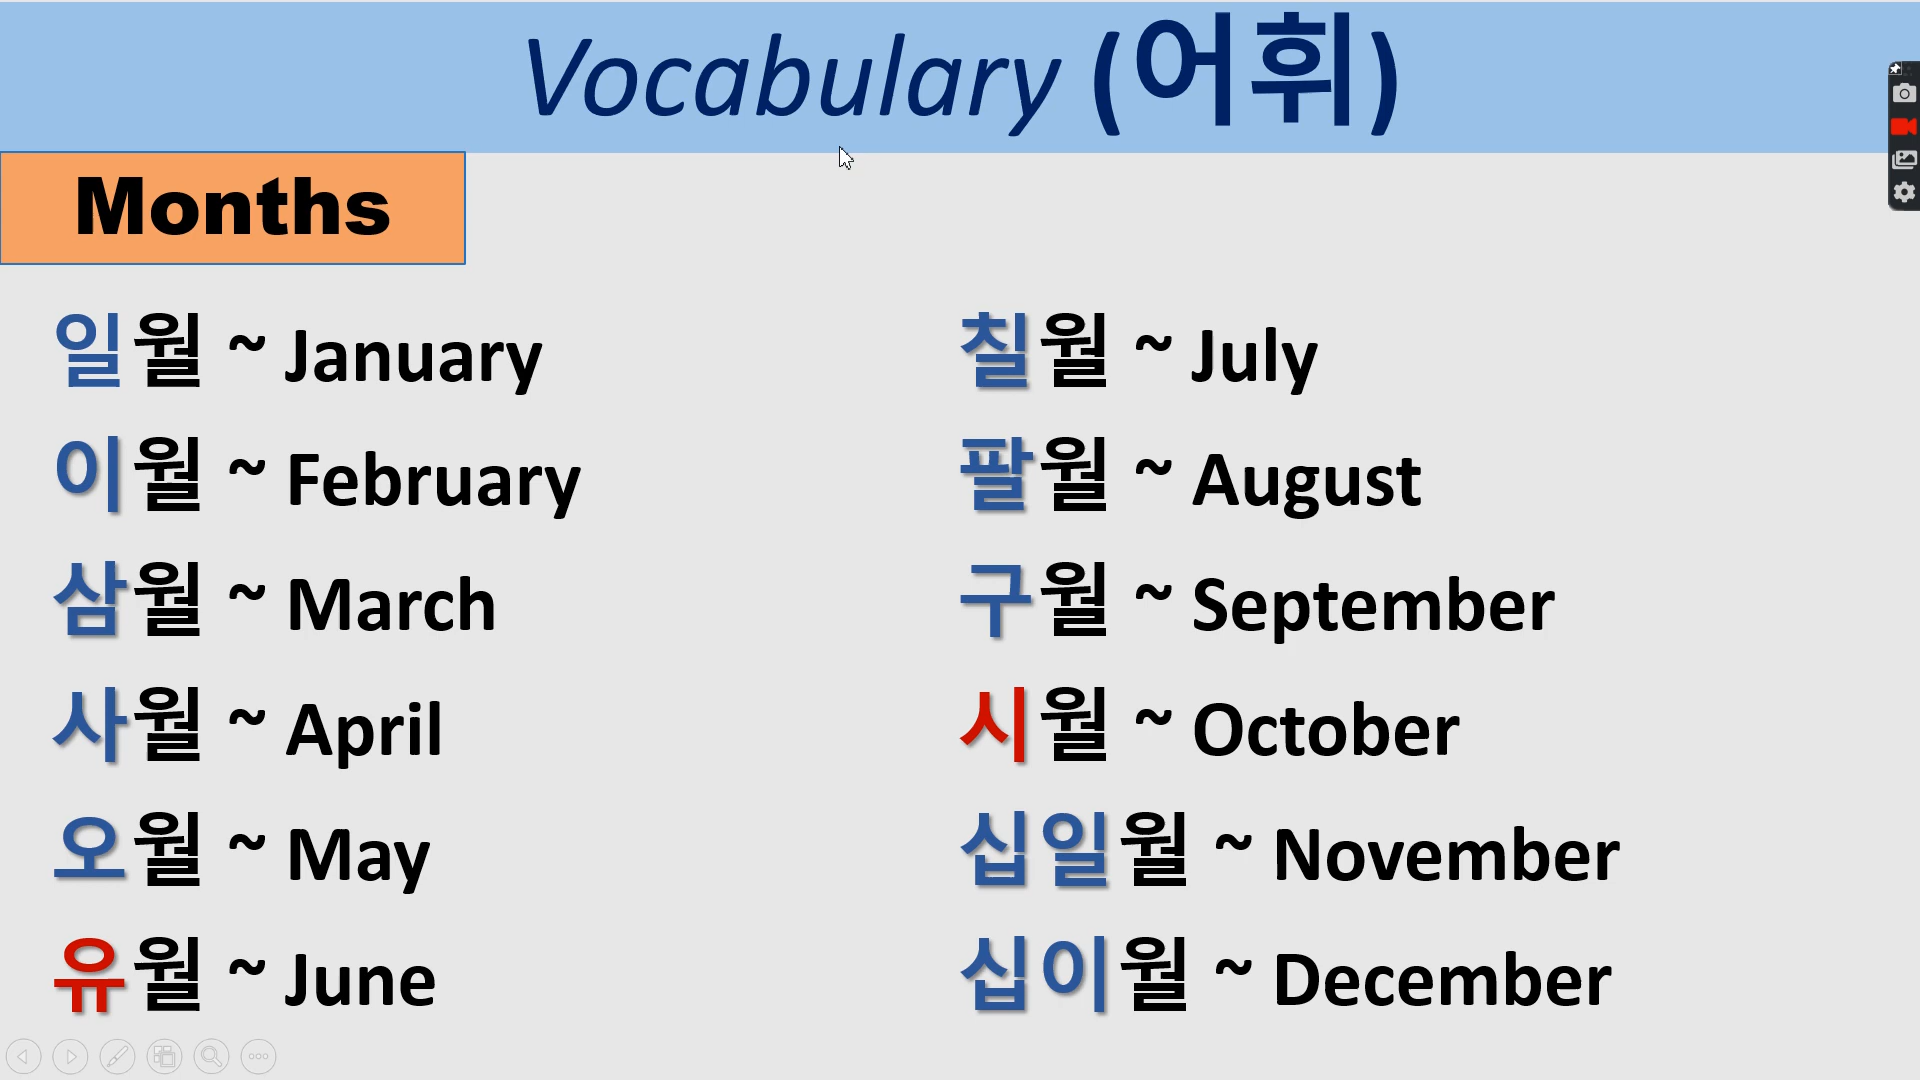 Vocabulary (어휘)
Months
일월 ~ January
이월 ~ February
삼월 ~ March
사월 ~ April
오월 ~ May
유월 ~ June
칠월 ~ July
팔월 ~ August
구월 ~ September
시월 ~ October
십일월 ~ November
십이월 ~ December